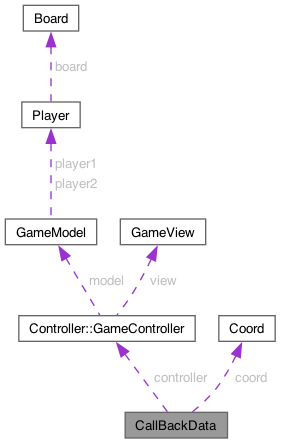 Board
board
Player
player1
player2
GameModel
GameView
model
view
Controller::GameController
Coord
controller
coord
CallBackData